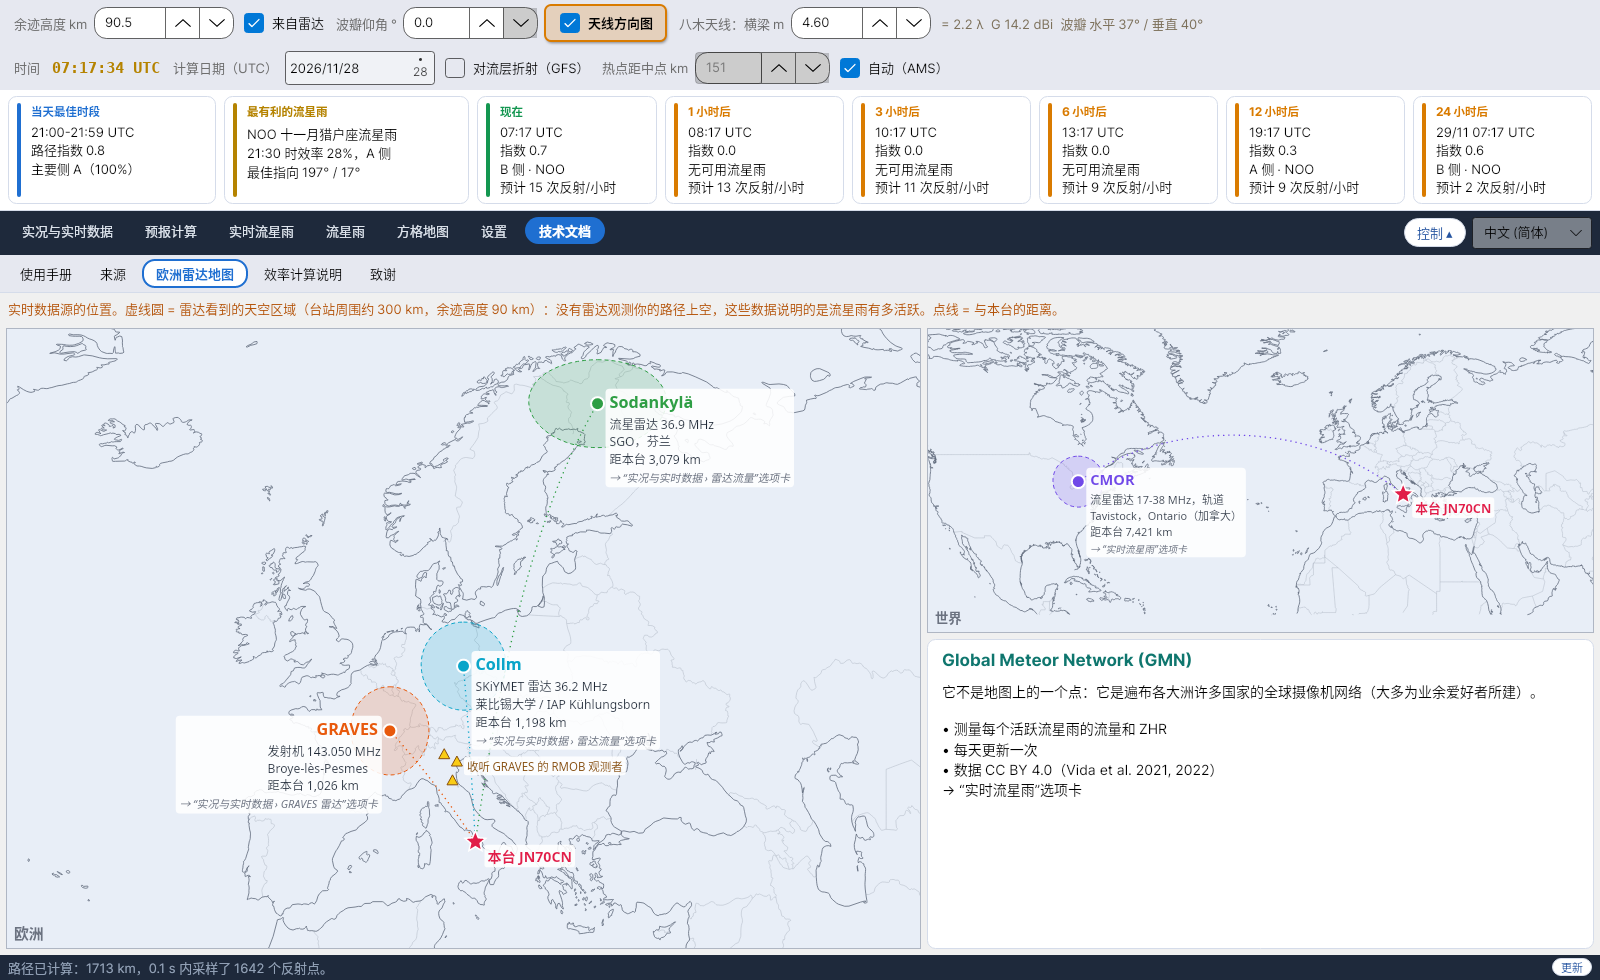 余迹高度 km 90.5 来自雷达 波瓣仰角 ° 0.0 天线方向图 八木天线：横梁 m 4.60 = 2.2 λ G 14.2 dBi 波瓣 水平 37° / 垂直 40°
时间 07:17:34 UTC 计算日期（UTC） 2026/11/28 28 对流层折射（GFS） 热点距中点 km 151 自动（AMS）
当天最佳时段
21:00-21:59 UTC
路径指数 0.8
主要侧 A（100%）
最有利的流星雨
NOO 十一月猎户座流星雨
21:30 时效率 28%，A 侧
最佳指向 197° / 17°
现在
07:17 UTC
指数 0.7
B 侧 · NOO
预计 15 次反射/小时
1 小时后
08:17 UTC
指数 0.0
无可用流星雨
预计 13 次反射/小时
3 小时后
10:17 UTC
指数 0.0
无可用流星雨
预计 11 次反射/小时
6 小时后
13:17 UTC
指数 0.0
无可用流星雨
预计 9 次反射/小时
12 小时后
19:17 UTC
指数 0.3
A 侧 · NOO
预计 9 次反射/小时
24 小时后
29/11 07:17 UTC
指数 0.6
B 侧 · NOO
预计 2 次反射/小时
实况与实时数据 预报计算 实时流星雨 流星雨 方格地图 设置 技术文档 控制 ▴ 中文 (简体)
使用手册 来源 欧洲雷达地图 效率计算说明 致谢
实时数据源的位置。虚线圆 = 雷达看到的天空区域（台站周围约 300 km，余迹高度 90 km）：没有雷达观测你的路径上空，这些数据说明的是流星雨有多活跃。点线 = 与本台的距离。
Sodankylä
流星雷达 36.9 MHz
SGO，芬兰
距本台 3,079 km
→ “实况与实时数据 › 雷达流量”选项卡
Collm
SKiYMET 雷达 36.2 MHz
莱比锡大学 / IAP Kühlungsborn
距本台 1,198 km
→ “实况与实时数据 › 雷达流量”选项卡
GRAVES
发射机 143.050 MHz
Broye-lès-Pesmes
距本台 1,026 km
→ “实况与实时数据 › GRAVES 雷达”选项卡
收听 GRAVES 的 RMOB 观测者
本台 JN70CN
欧洲
CMOR
流星雷达 17-38 MHz，轨道
Tavistock，Ontario（加拿大）
距本台 7,421 km
→ “实时流星雨”选项卡
本台 JN70CN
世界
Global Meteor Network (GMN)
它不是地图上的一个点：它是遍布各大洲许多国家的全球摄像机网络（大多为业余爱好者所建）。
• 测量每个活跃流星雨的流量和 ZHR
• 每天更新一次
• 数据 CC BY 4.0（Vida et al. 2021, 2022）
→ “实时流星雨”选项卡
路径已计算：1713 km，0.1 s 内采样了 1642 个反射点。 更新